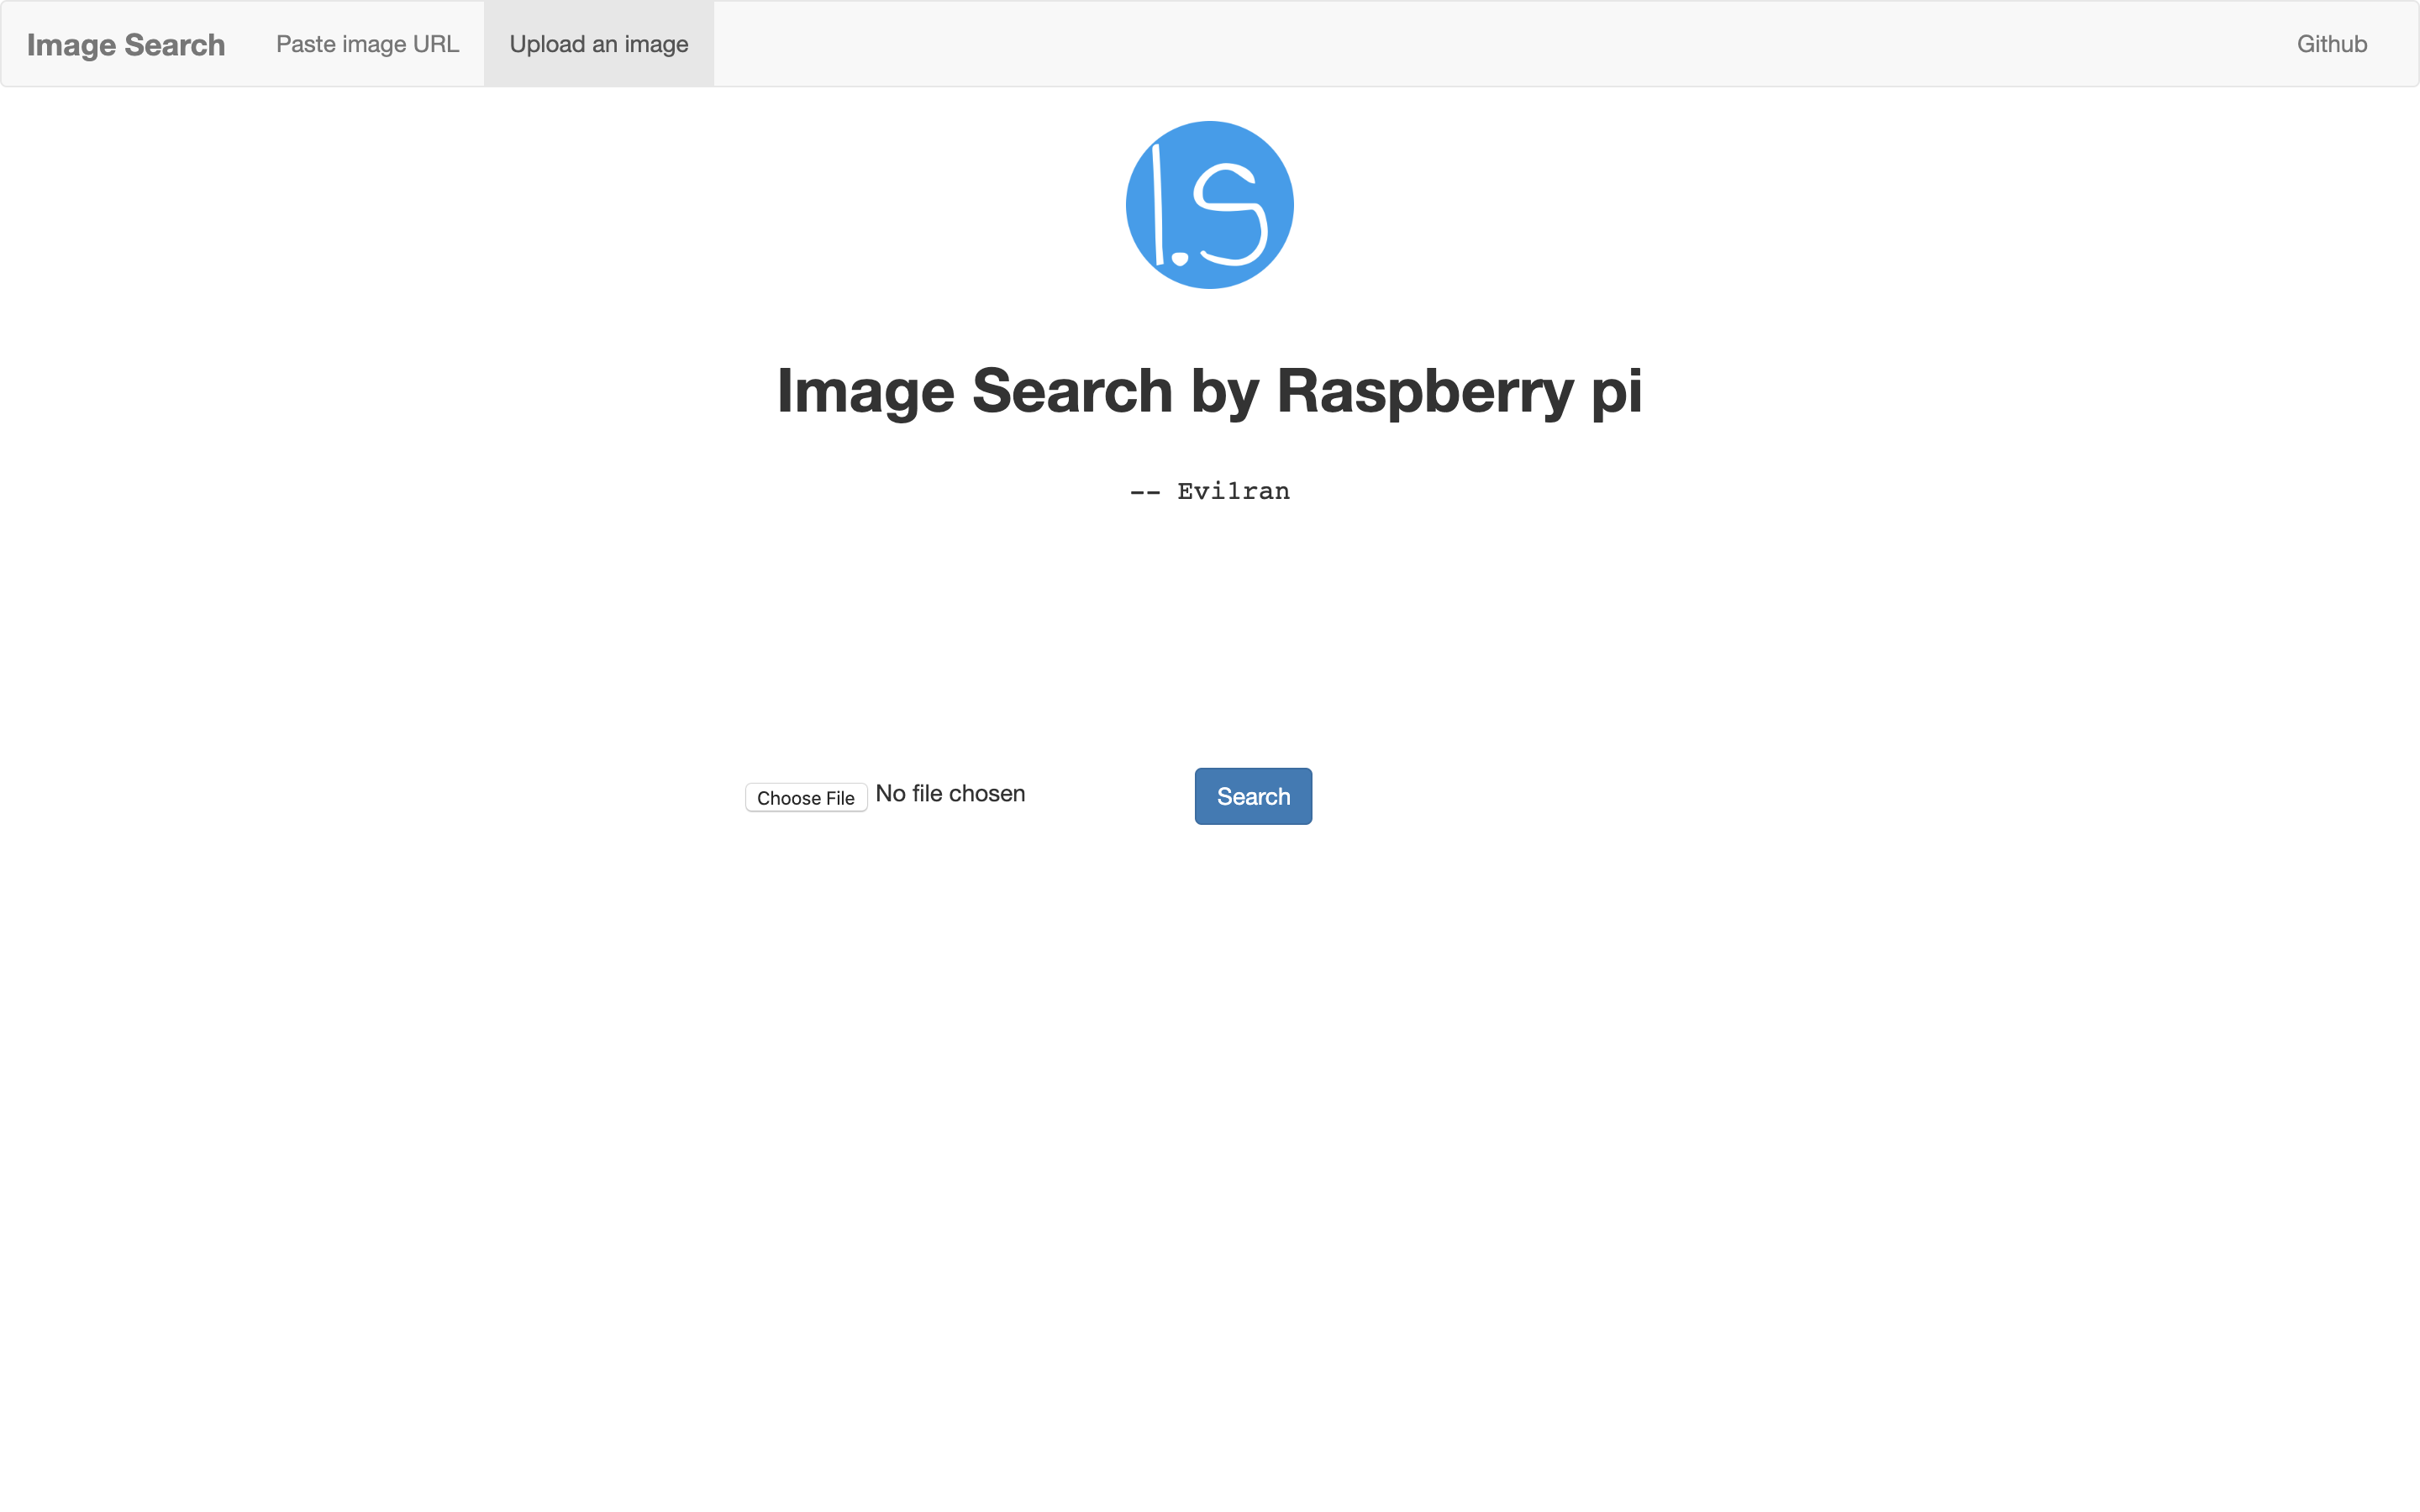 Image Search Paste image URL Upload an image Github
I.S
Image Search by Raspberry pi
-- Evilran
Choose File No file chosen Search